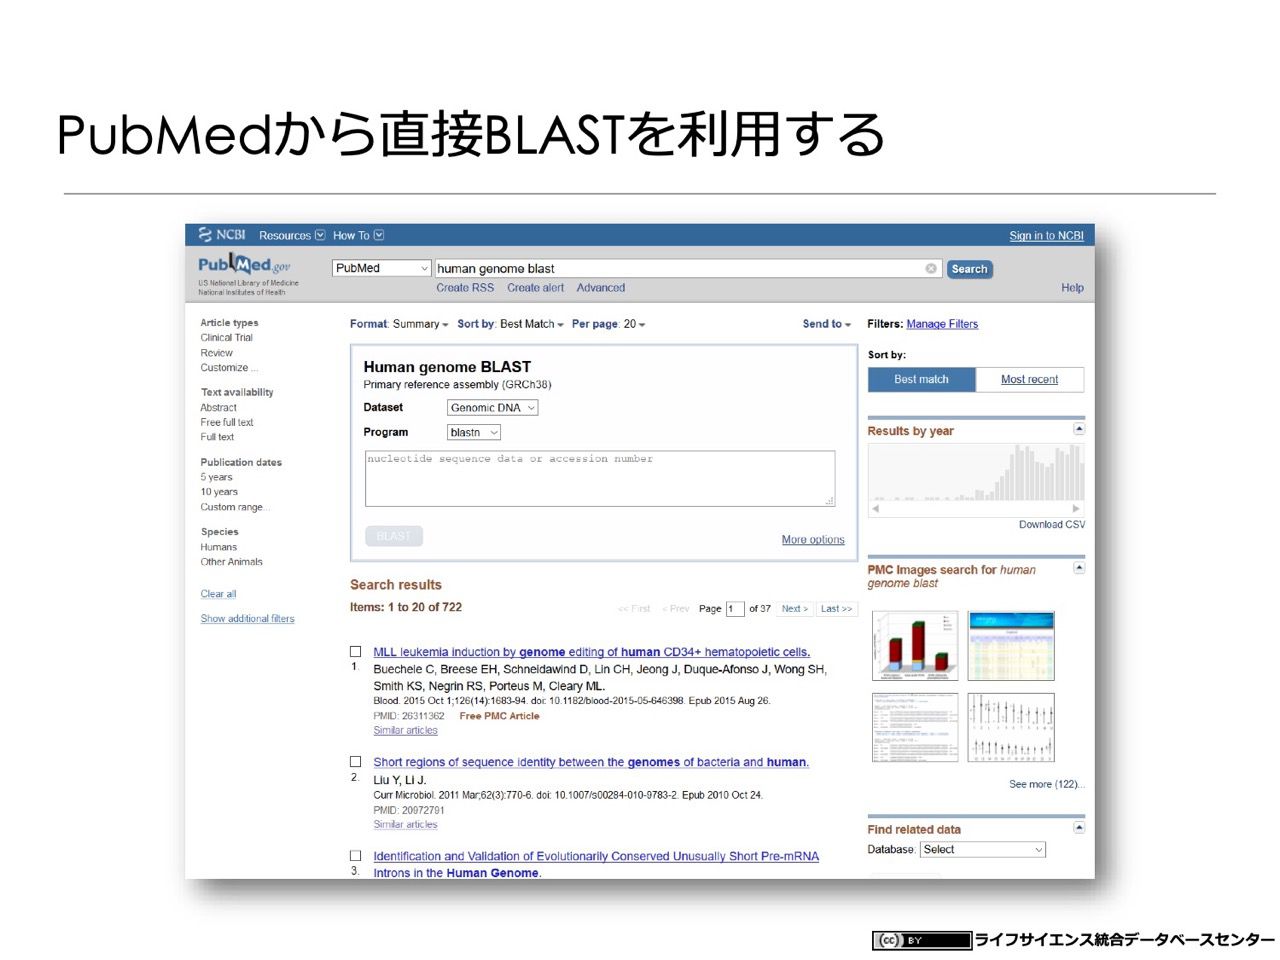 PubMedから直接BLASTを利用する
NCBI Resources How To Sign in to NCBI
PubMed.gov
US National Library of Medicine
National Institutes of Health
PubMed human genome blast Search
Create RSS Create alert Advanced Help
Article types
Clinical Trial
Review
Customize ...
Text availability
Abstract
Free full text
Full text
Publication dates
5 years
10 years
Custom range...
Species
Humans
Other Animals
Clear all
Show additional filters
Format: Summary Sort by: Best Match Per page: 20 Send to
Human genome BLAST
Primary reference assembly (GRCh38)
Dataset Genomic DNA
Program blastn
nucleotide sequence data or accession number
BLAST More options
Search results
Items: 1 to 20 of 722
<< First < Prev Page 1 of 37 Next > Last >>
MLL leukemia induction by genome editing of human CD34+ hematopoietic cells.
1. Buechele C, Breese EH, Schneidawind D, Lin CH, Jeong J, Duque-Afonso J, Wong SH,
Smith KS, Negrin RS, Porteus M, Cleary ML.
Blood. 2015 Oct 1;126(14):1683-94. doi: 10.1182/blood-2015-05-646398. Epub 2015 Aug 26.
PMID: 26311362 Free PMC Article
Similar articles
Short regions of sequence identity between the genomes of bacteria and human.
2. Liu Y, Li J.
Curr Microbiol. 2011 Mar;62(3):770-6. doi: 10.1007/s00284-010-9783-2. Epub 2010 Oct 24.
PMID: 20972791
Similar articles
Identification and Validation of Evolutionarily Conserved Unusually Short Pre-mRNA
3. Introns in the Human Genome.
Filters: Manage Filters
Sort by:
Best match Most recent
Results by year
Download CSV
PMC Images search for human
genome blast
See more (122)...
Find related data
Database: Select
(cc) BY ライフサイエンス統合データベースセンター